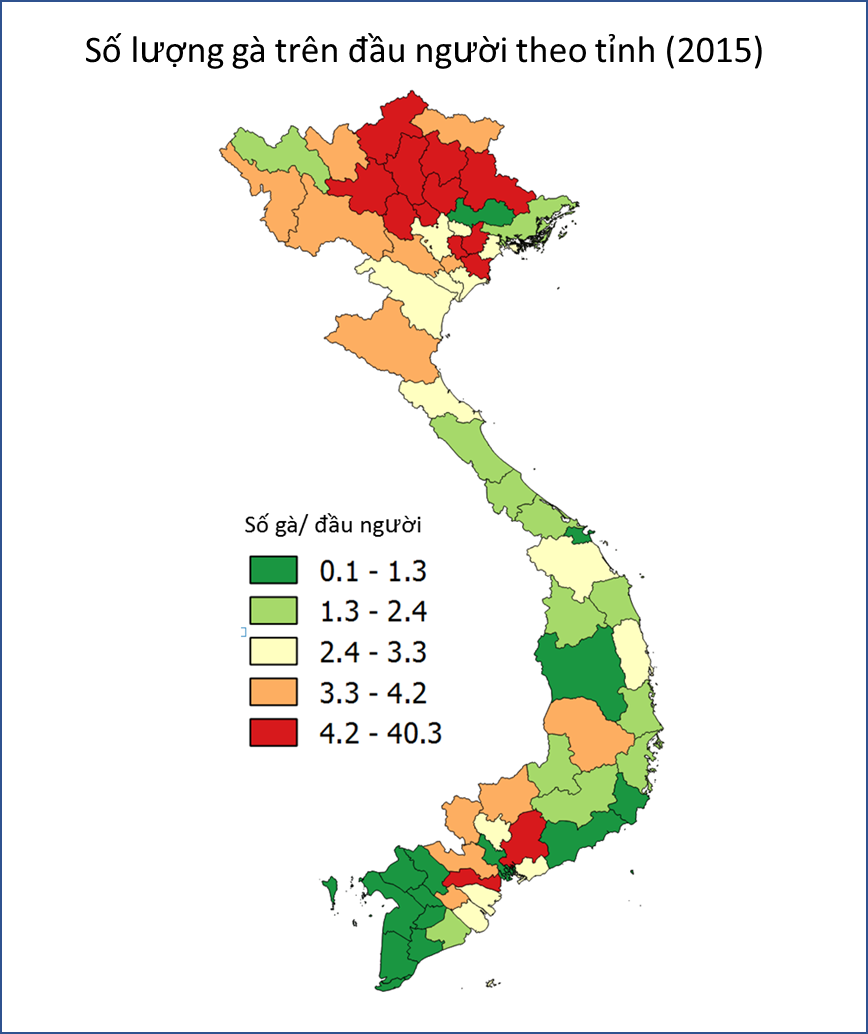 Số lượng gà trên đầu người theo tỉnh (2015)
Số gà/ đầu người
0.1 - 1.3
1.3 - 2.4
2.4 - 3.3
3.3 - 4.2
4.2 - 40.3